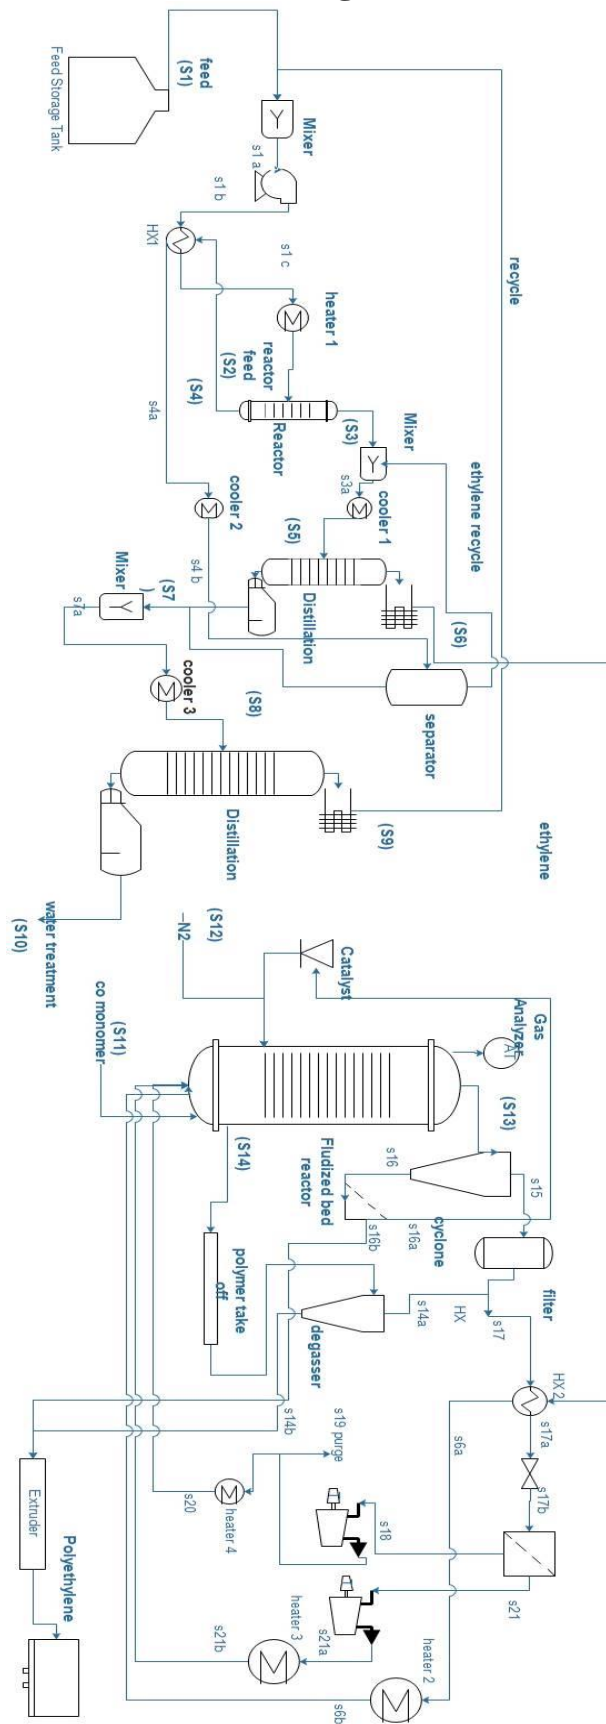 Feed Storage Tank
feed
(S1)
Mixer
s1 a
s1 b
HX1
s1 c
heater 1
recycle
reactor
feed
(S2)
(S4)
s4a
Reactor
(S3)
Mixer
s3a
cooler 1
ethylene recycle
cooler 2
(S5)
s4 b
Distillation
(S6)
(S7
)
Mixer
s7a
cooler 3
(S8)
separator
Distillation
(S9)
ethylene
water treatment
(S10)
(S12)
N2
Catalyst
Gas
Analyzer
AT
co monomer
(S11)
(S13)
(S14)
Fludized bed
reactor
s16
s15
cyclone
s16a
s16b
filter
polymer take
off
degasser
s14a
HX
s17
HX 2
s14b
s17a
s17b
s6a
s19 purge
s20
heater 4
s18
s21
Extruder
Polyethylene
s21b
heater 3
s21a
heater 2
s6b